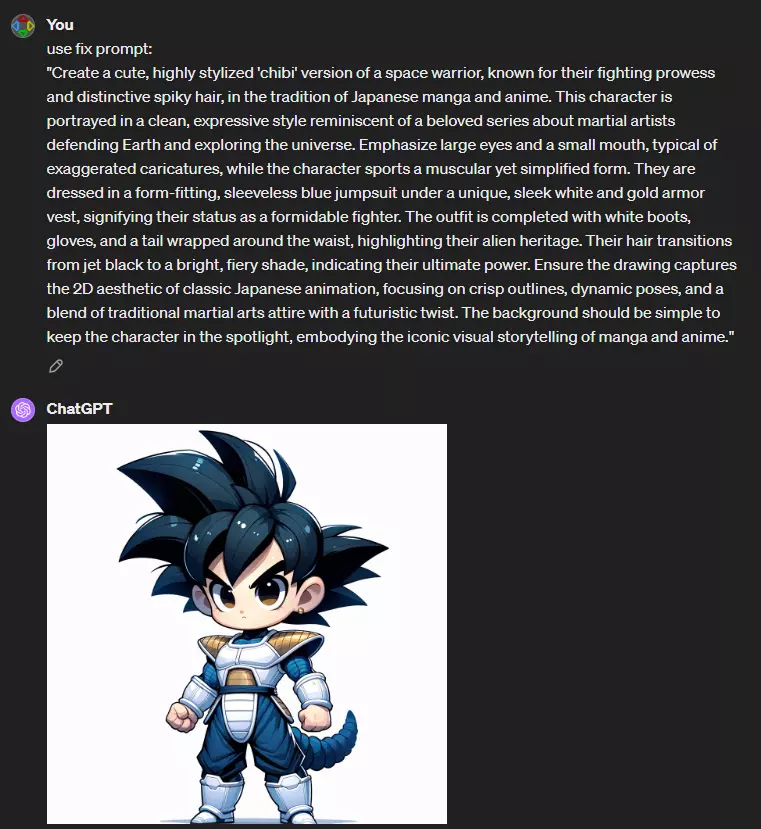 You
use fix prompt:
"Create a cute, highly stylized 'chibi' version of a space warrior, known for their fighting prowess
and distinctive spiky hair, in the tradition of Japanese manga and anime. This character is
portrayed in a clean, expressive style reminiscent of a beloved series about martial artists
defending Earth and exploring the universe. Emphasize large eyes and a small mouth, typical of
exaggerated caricatures, while the character sports a muscular yet simplified form. They are
dressed in a form-fitting, sleeveless blue jumpsuit under a unique, sleek white and gold armor
vest, signifying their status as a formidable fighter. The outfit is completed with white boots,
gloves, and a tail wrapped around the waist, highlighting their alien heritage. Their hair transitions
from jet black to a bright, fiery shade, indicating their ultimate power. Ensure the drawing captures
the 2D aesthetic of classic Japanese animation, focusing on crisp outlines, dynamic poses, and a
blend of traditional martial arts attire with a futuristic twist. The background should be simple to
keep the character in the spotlight, embodying the iconic visual storytelling of manga and anime."
ChatGPT